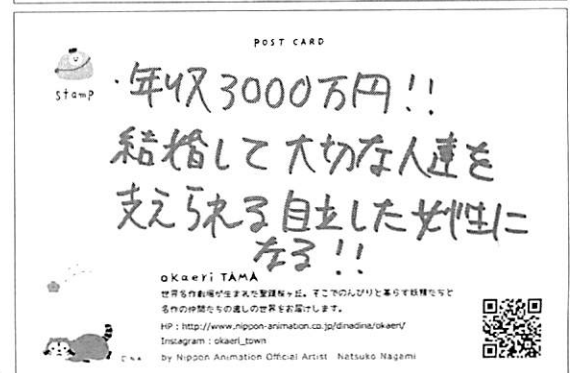 POST CARD
stamp
・年収3000万円!!
結婚して大切な人達を
支えられる自立した女性に
なる!!
okaeri TAMA
世界名作劇場が生まれた聖蹟桜ヶ丘。そこでのんびりと暮らす妖精たちと
名作の仲間たちの癒しの世界をお届けします。
HP : http://www.nippon-animation.co.jp/dinadina/okaeri/
Instagram : okaeri_town
by Nippon Animation Official Artist Natsuko Nagami